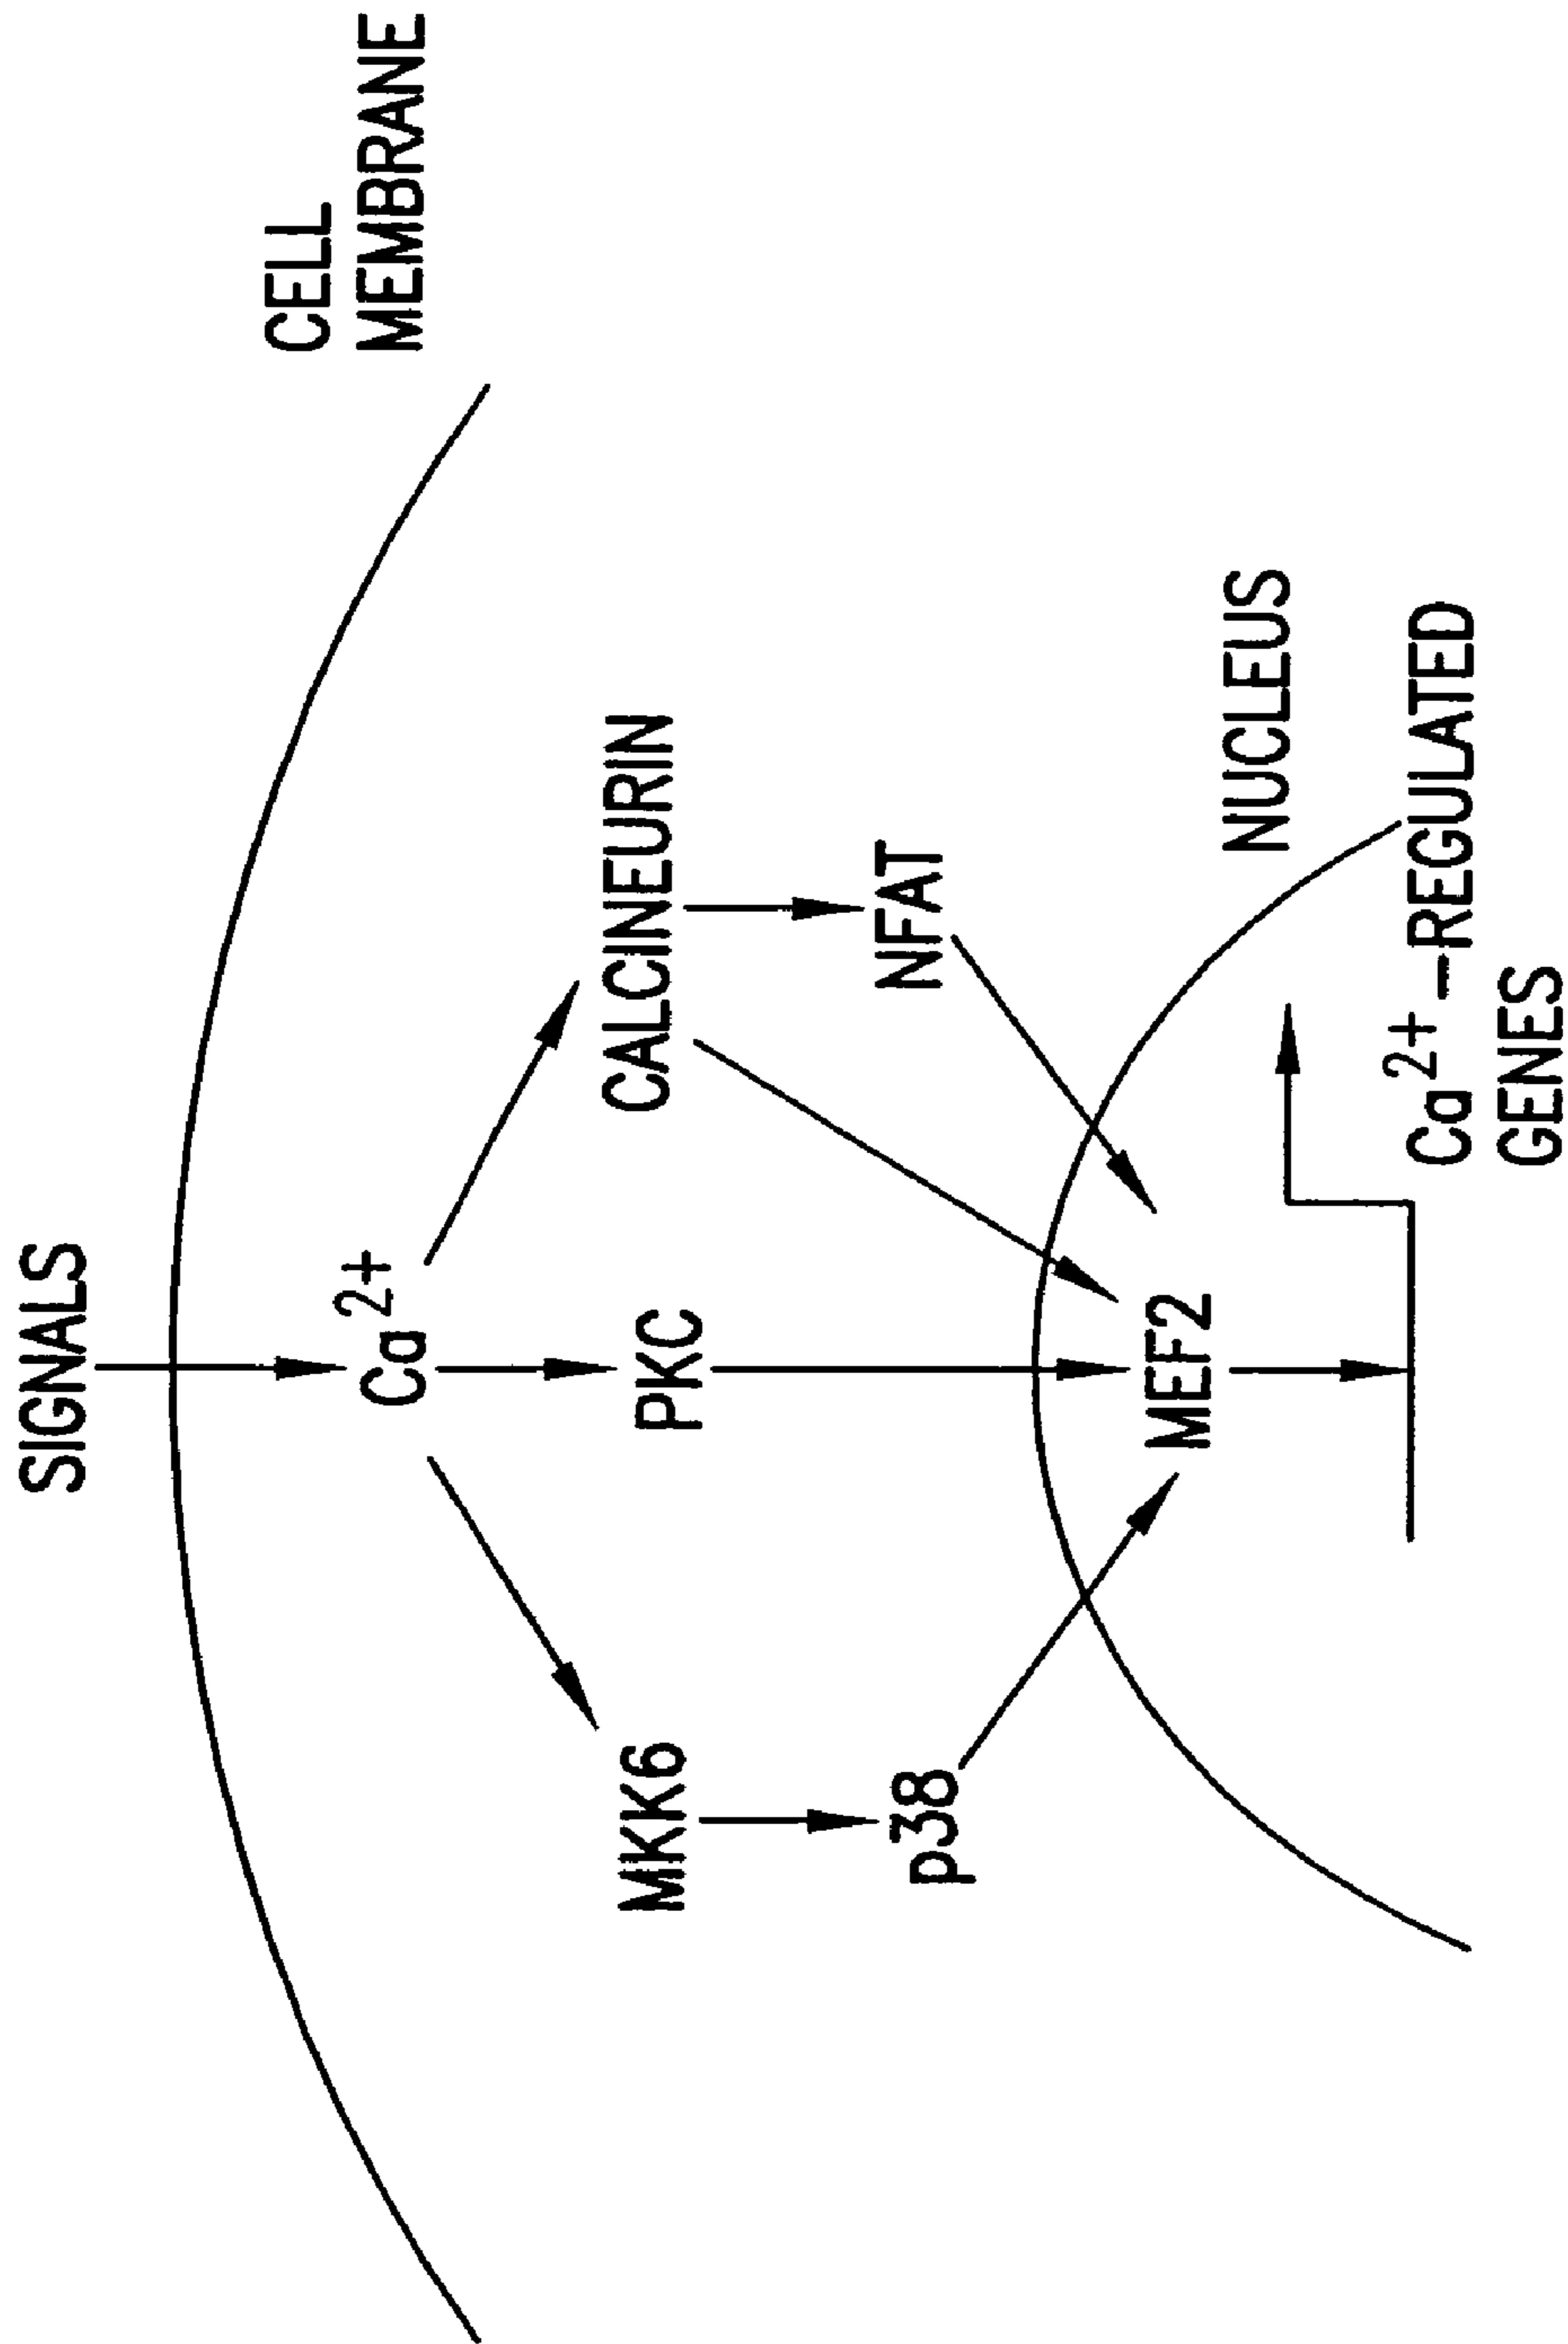 SIGNALS
CELL
MEMBRANE
Ca2+
MKK6
PKC
CALCINEURIN
p38
NFAT
MEF2
NUCLEUS
Ca2+—REGULATED
GENES